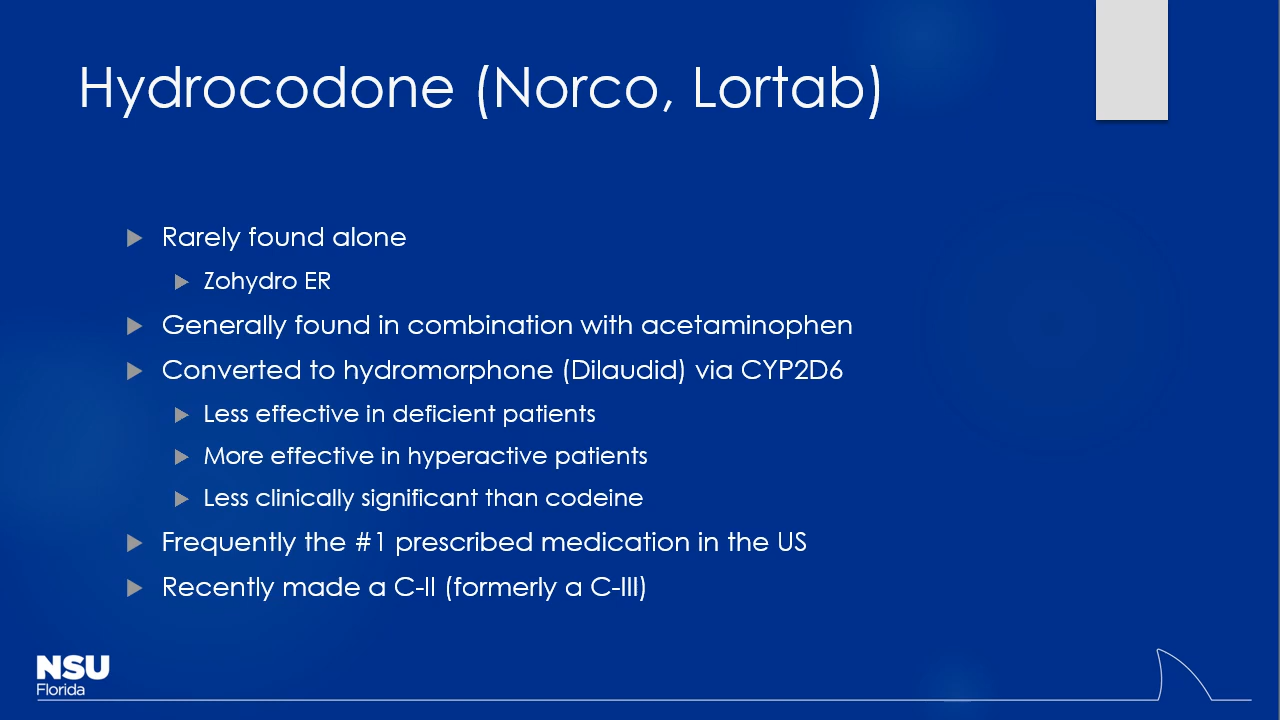 Hydrocodone (Norco, Lortab)
Rarely found alone
Zohydro ER
Generally found in combination with acetaminophen
Converted to hydromorphone (Dilaudid) via CYP2D6
Less effective in deficient patients
More effective in hyperactive patients
Less clinically significant than codeine
Frequently the #1 prescribed medication in the US
Recently made a C-II (formerly a C-III)
NSU
Florida